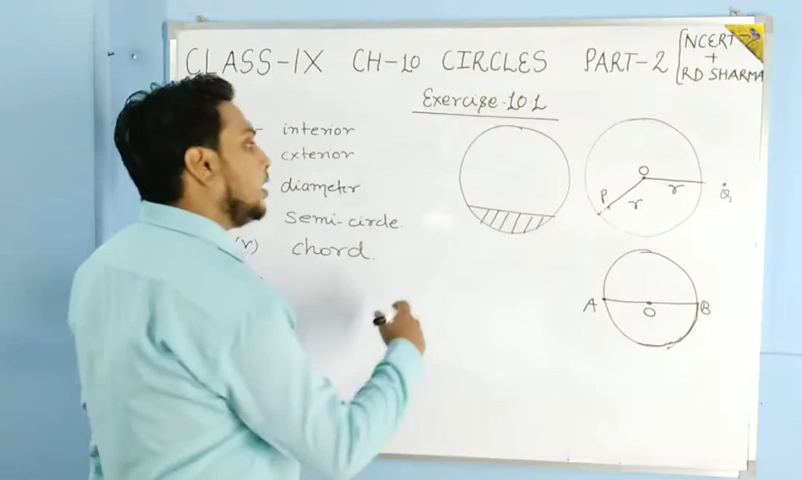 CLASS-IX CH-10 CIRCLES PART-2 [NCERT
+
RD SHARMA
Exercise-10.1
interior
exterior
diameter
Semi-circle.
(v) chord.
O
P
r
r
Q
A
O
B